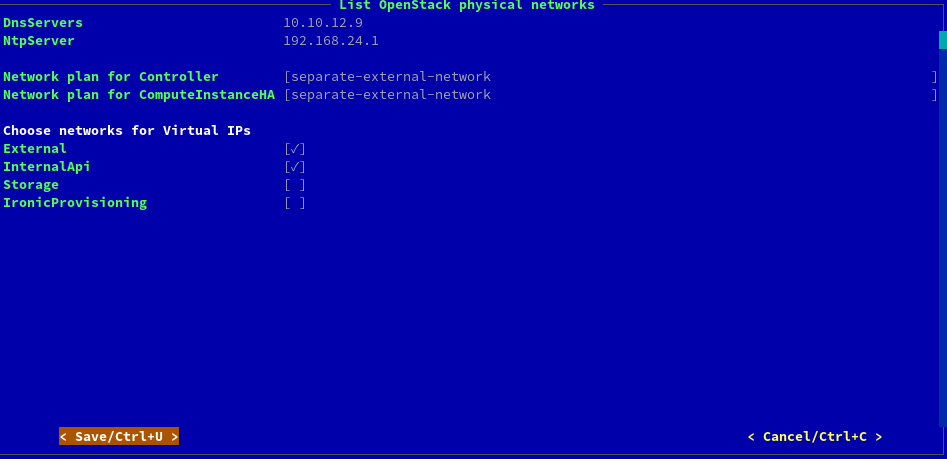 List OpenStack physical networks
DnsServers 10.10.12.9
NtpServer 192.168.24.1
Network plan for Controller [separate-external-network ]
Network plan for ComputeInstanceHA [separate-external-network ]
Choose networks for Virtual IPs
External [✓]
InternalApi [✓]
Storage [ ]
IronicProvisioning [ ]
< Save/Ctrl+U > < Cancel/Ctrl+C >